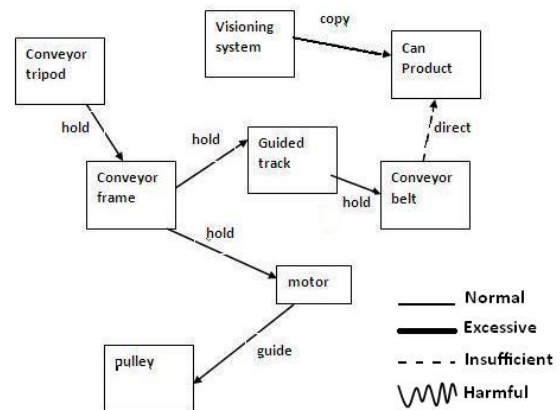 Visioning
system
copy
Can
Product
Conveyor
tripod
hold
hold
Guided
track
direct
Conveyor
frame
hold
Conveyor
belt
hold
motor
guide
pulley
Normal
Excessive
Insufficient
Harmful